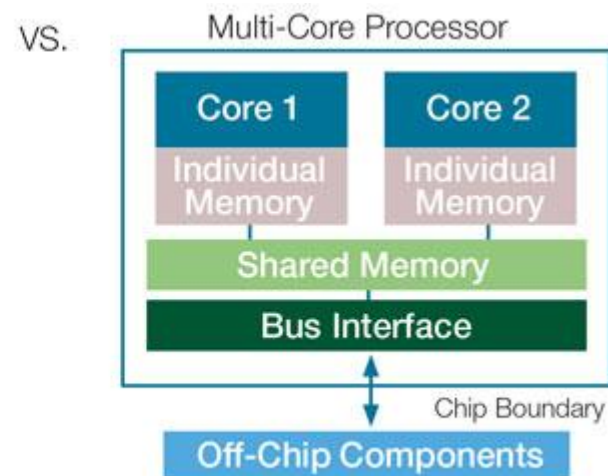 VS.
Multi-Core Processor
Core 1
Core 2
Individual
Memory
Individual
Memory
Shared Memory
Bus Interface
Chip Boundary
Off-Chip Components